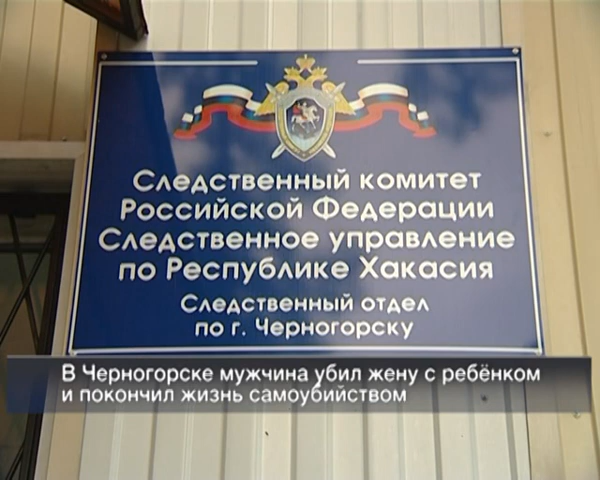 Следственный комитет
Российской Федерации
Следственное управление
по Республике Хакасия
Следственный отдел
по г. Черногорску
В Черногорске мужчина убил жену с ребёнком
и покончил жизнь самоубийством